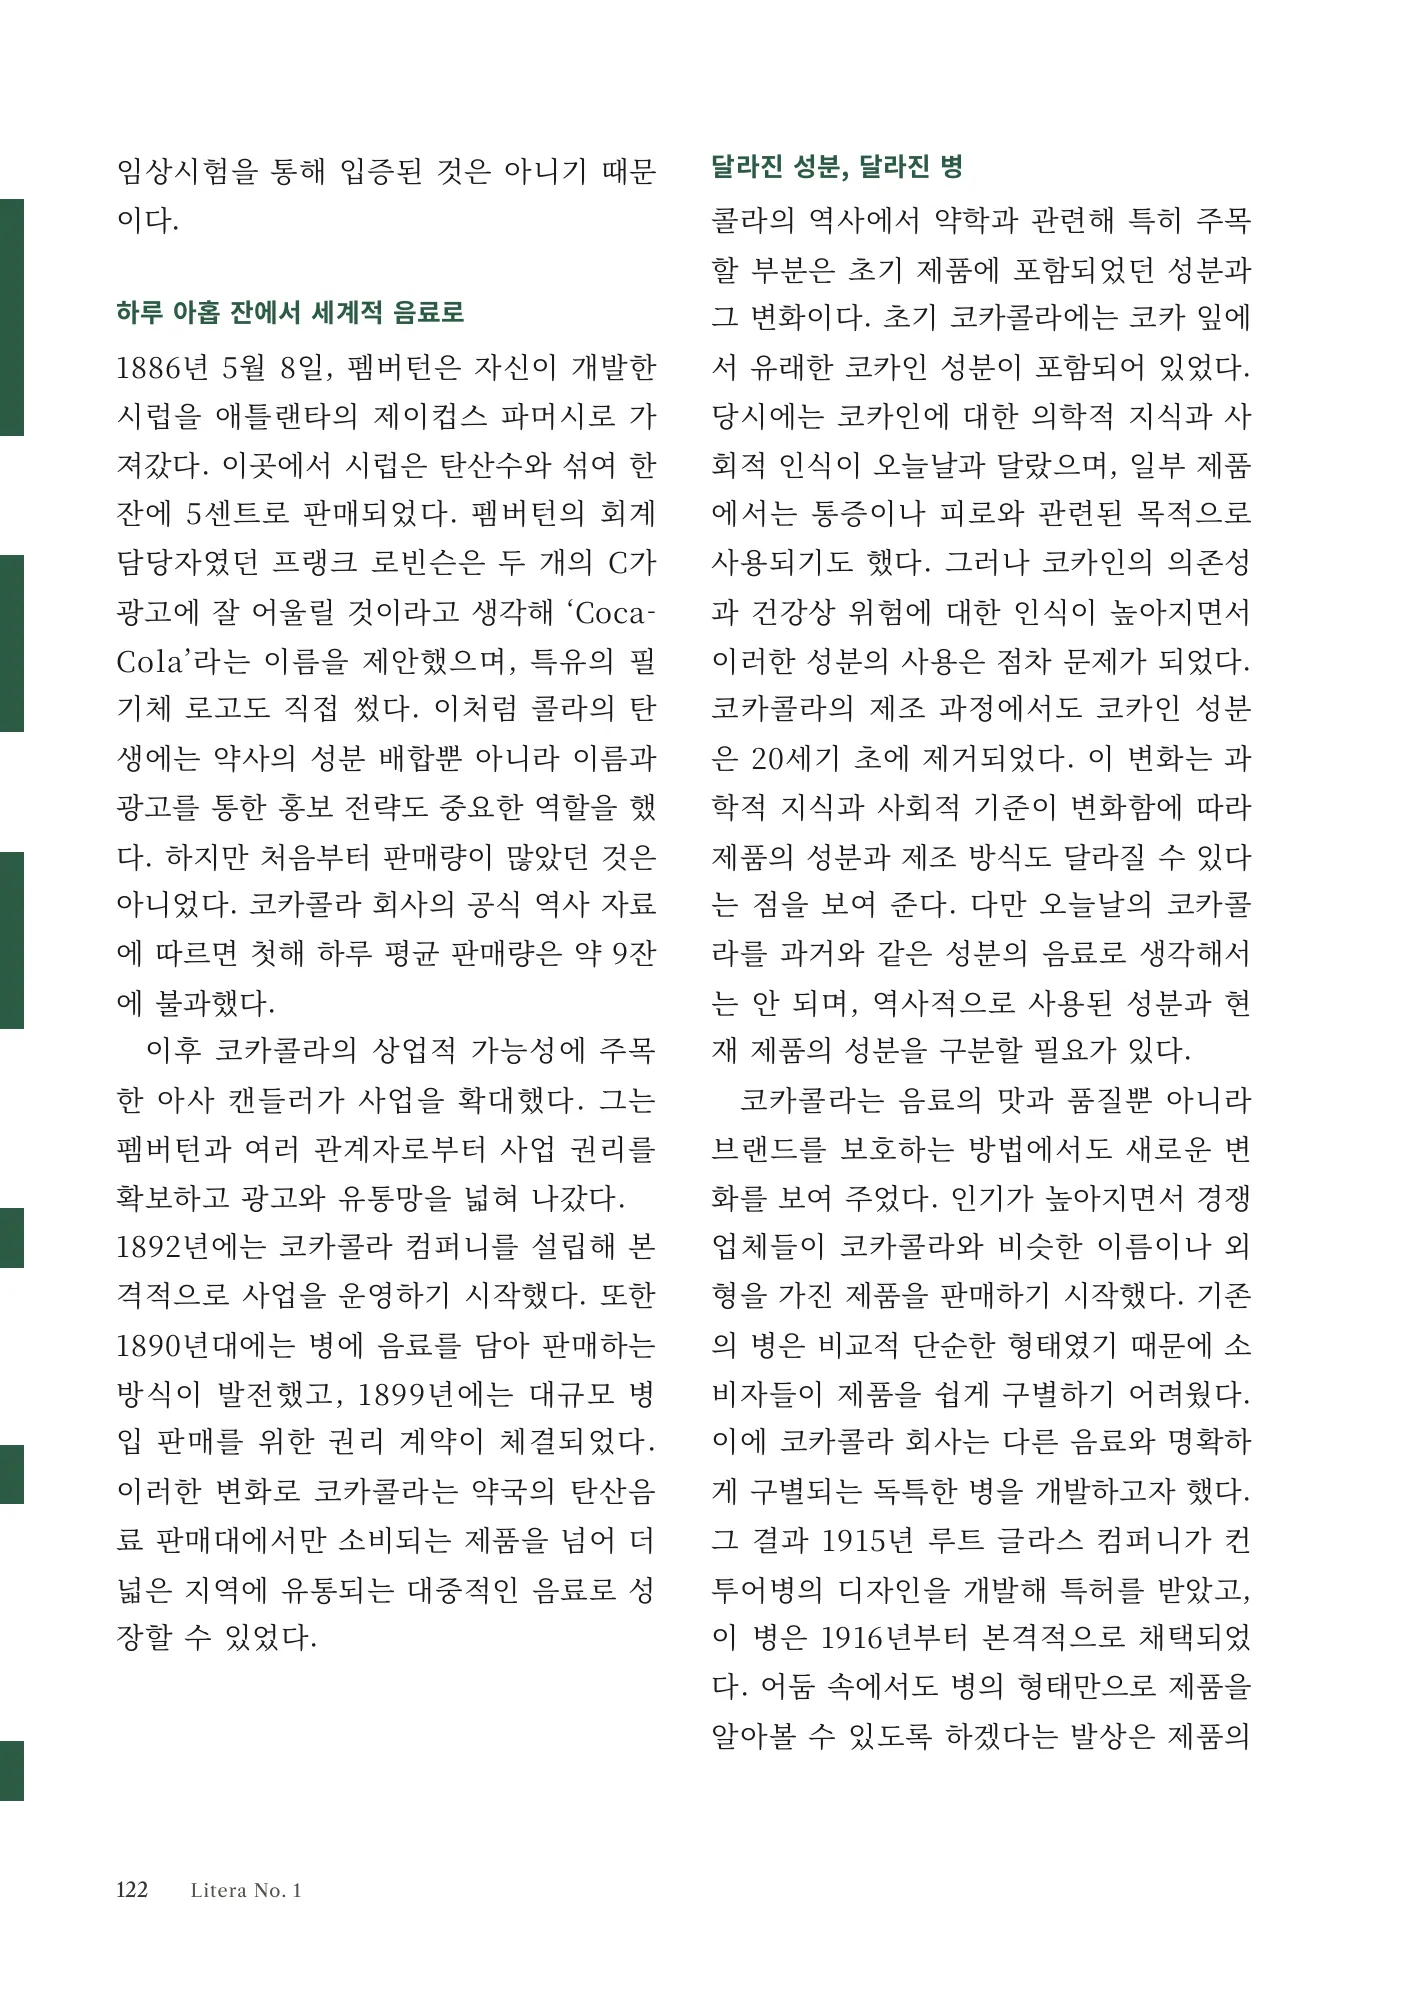 임상시험을 통해 입증된 것은 아니기 때문
이다.
하루 아홉 잔에서 세계적 음료로
1886년 5월 8일, 펨버턴은 자신이 개발한
시럽을 애틀랜타의 제이컵스 파머시로 가
져갔다. 이곳에서 시럽은 탄산수와 섞여 한
잔에 5센트로 판매되었다. 펨버턴의 회계
담당자였던 프랭크 로빈슨은 두 개의 C가
광고에 잘 어울릴 것이라고 생각해 ‘Coca-
Cola’라는 이름을 제안했으며, 특유의 필
기체 로고도 직접 썼다. 이처럼 콜라의 탄
생에는 약사의 성분 배합뿐 아니라 이름과
광고를 통한 홍보 전략도 중요한 역할을 했
다. 하지만 처음부터 판매량이 많았던 것은
아니었다. 코카콜라 회사의 공식 역사 자료
에 따르면 첫해 하루 평균 판매량은 약 9잔
에 불과했다.
이후 코카콜라의 상업적 가능성에 주목
한 아사 캔들러가 사업을 확대했다. 그는
펨버턴과 여러 관계자로부터 사업 권리를
확보하고 광고와 유통망을 넓혀 나갔다.
1892년에는 코카콜라 컴퍼니를 설립해 본
격적으로 사업을 운영하기 시작했다. 또한
1890년대에는 병에 음료를 담아 판매하는
방식이 발전했고, 1899년에는 대규모 병
입 판매를 위한 권리 계약이 체결되었다.
이러한 변화로 코카콜라는 약국의 탄산음
료 판매대에서만 소비되는 제품을 넘어 더
넓은 지역에 유통되는 대중적인 음료로 성
장할 수 있었다.
달라진 성분, 달라진 병
콜라의 역사에서 약학과 관련해 특히 주목
할 부분은 초기 제품에 포함되었던 성분과
그 변화이다. 초기 코카콜라에는 코카 잎에
서 유래한 코카인 성분이 포함되어 있었다.
당시에는 코카인에 대한 의학적 지식과 사
회적 인식이 오늘날과 달랐으며, 일부 제품
에서는 통증이나 피로와 관련된 목적으로
사용되기도 했다. 그러나 코카인의 의존성
과 건강상 위험에 대한 인식이 높아지면서
이러한 성분의 사용은 점차 문제가 되었다.
코카콜라의 제조 과정에서도 코카인 성분
은 20세기 초에 제거되었다. 이 변화는 과
학적 지식과 사회적 기준이 변화함에 따라
제품의 성분과 제조 방식도 달라질 수 있다
는 점을 보여 준다. 다만 오늘날의 코카콜
라를 과거와 같은 성분의 음료로 생각해서
는 안 되며, 역사적으로 사용된 성분과 현
재 제품의 성분을 구분할 필요가 있다.
코카콜라는 음료의 맛과 품질뿐 아니라
브랜드를 보호하는 방법에서도 새로운 변
화를 보여 주었다. 인기가 높아지면서 경쟁
업체들이 코카콜라와 비슷한 이름이나 외
형을 가진 제품을 판매하기 시작했다. 기존
의 병은 비교적 단순한 형태였기 때문에 소
비자들이 제품을 쉽게 구별하기 어려웠다.
이에 코카콜라 회사는 다른 음료와 명확하
게 구별되는 독특한 병을 개발하고자 했다.
그 결과 1915년 루트 글라스 컴퍼니가 컨
투어병의 디자인을 개발해 특허를 받았고,
이 병은 1916년부터 본격적으로 채택되었
다. 어둠 속에서도 병의 형태만으로 제품을
알아볼 수 있도록 하겠다는 발상은 제품의
122 Litera No. 1